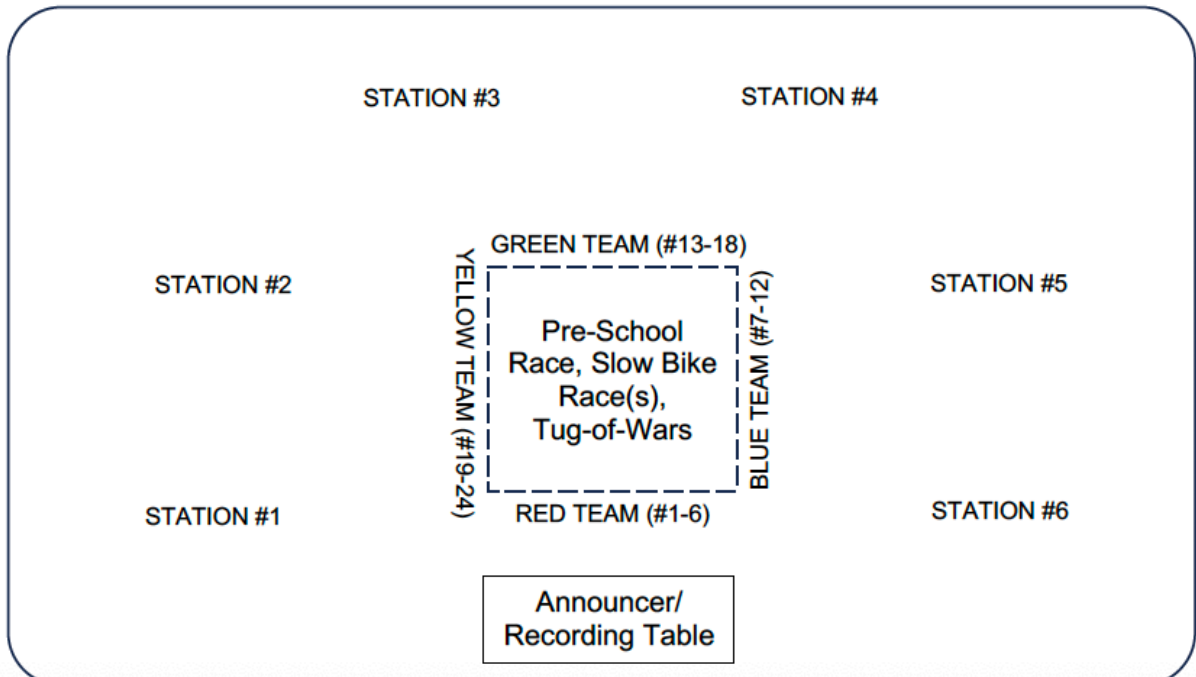 STATION #3
STATION #4
GREEN TEAM (#13-18)
STATION #2
YELLOW TEAM (#19-24)
Pre-School
Race, Slow Bike
Race(s),
Tug-of-Wars
BLUE TEAM (#7-12)
STATION #5
STATION #1
RED TEAM (#1-6)
STATION #6
Announcer/
Recording Table